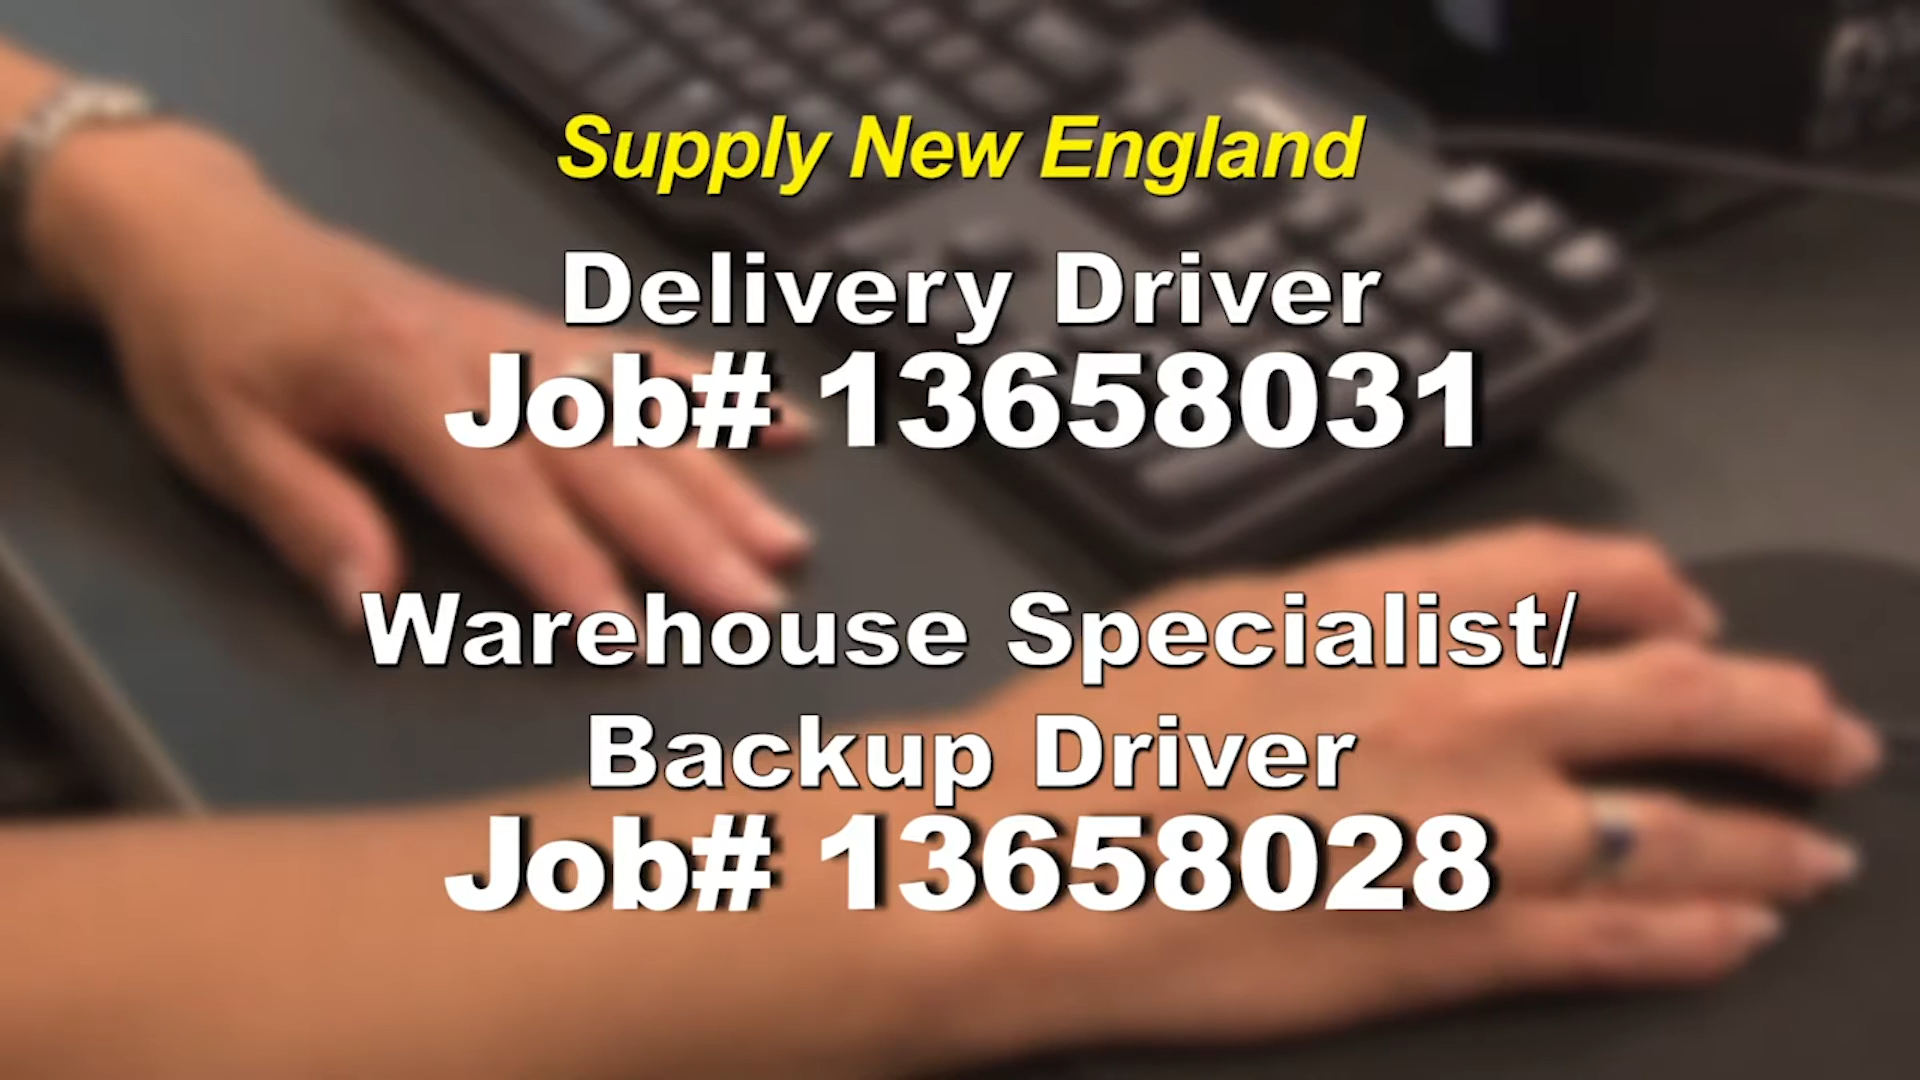 Supply New England
Delivery Driver
Job# 13658031
Warehouse Specialist/
Backup Driver
Job# 13658028